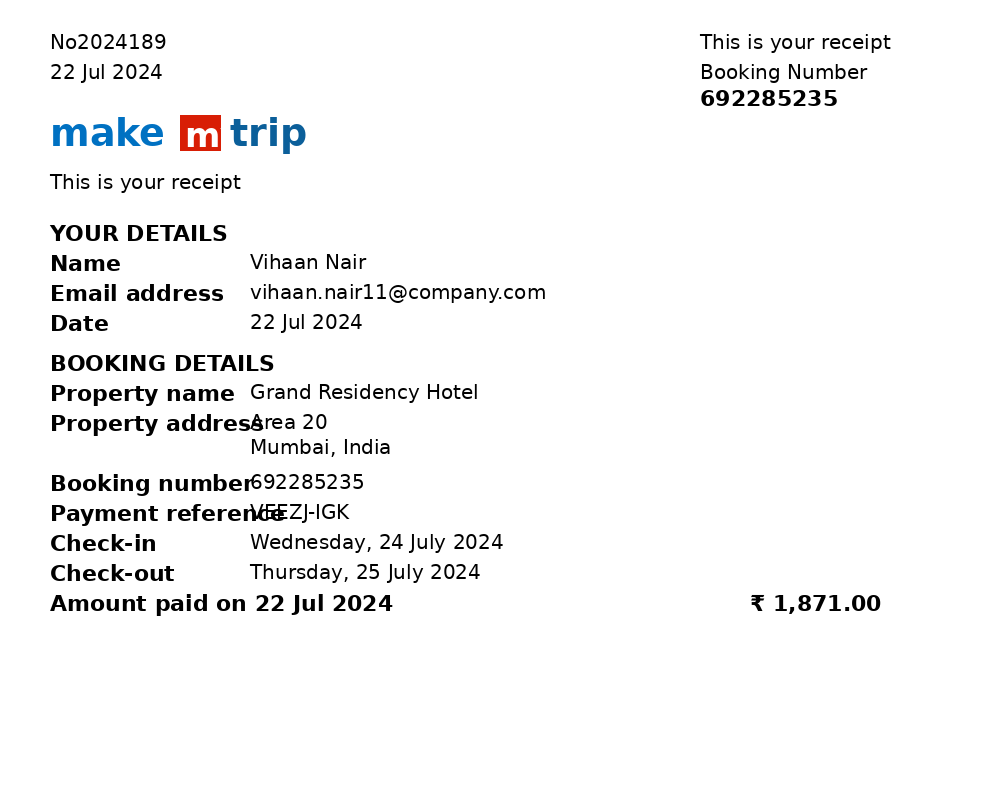 No2024189
22 Jul 2024
This is your receipt
Booking Number
692285235
make m trip
This is your receipt
YOUR DETAILS
Name Vihaan Nair
Email address vihaan.nair11@company.com
Date 22 Jul 2024
BOOKING DETAILS
Property name Grand Residency Hotel
Property address Area 20
Mumbai, India
Booking number 692285235
Payment reference VEEZJ-IGK
Check-in Wednesday, 24 July 2024
Check-out Thursday, 25 July 2024
Amount paid on 22 Jul 2024 ₹ 1,871.00